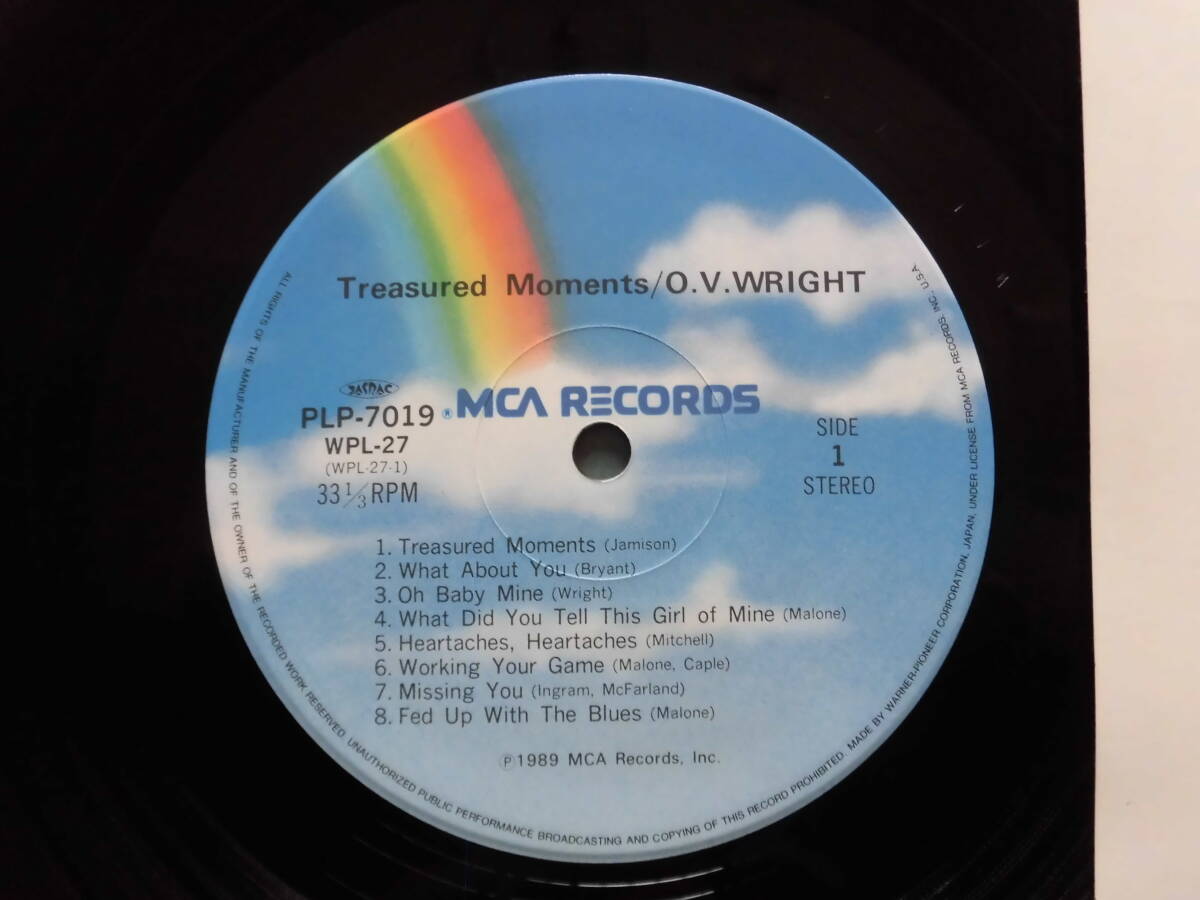 Treasured Moments/O.V.WRIGHT
JASRAC
PLP-7019
® MCA RECORDS
WPL-27
(WPL-27-1)
33 1/3 RPM
SIDE
1
STEREO
1. Treasured Moments (Jamison)
2. What About You (Bryant)
3. Oh Baby Mine (Wright)
4. What Did You Tell This Girl of Mine (Malone)
5. Heartaches, Heartaches (Mitchell)
6. Working Your Game (Malone, Caple)
7. Missing You (Ingram, McFarland)
8. Fed Up With The Blues (Malone)
Ⓟ1989 MCA Records, Inc.
ALL RIGHTS OF THE MANUFACTURER AND OF THE OWNER OF THE RECORDED WORK RESERVED. UNAUTHORIZED PUBLIC PERFORMANCE BROADCASTING AND COPYING OF THIS RECORD PROHIBITED. MADE BY WARNER-PIONEER CORPORATION, JAPAN, UNDER LICENSE FROM MCA RECORDS, INC., U.S.A